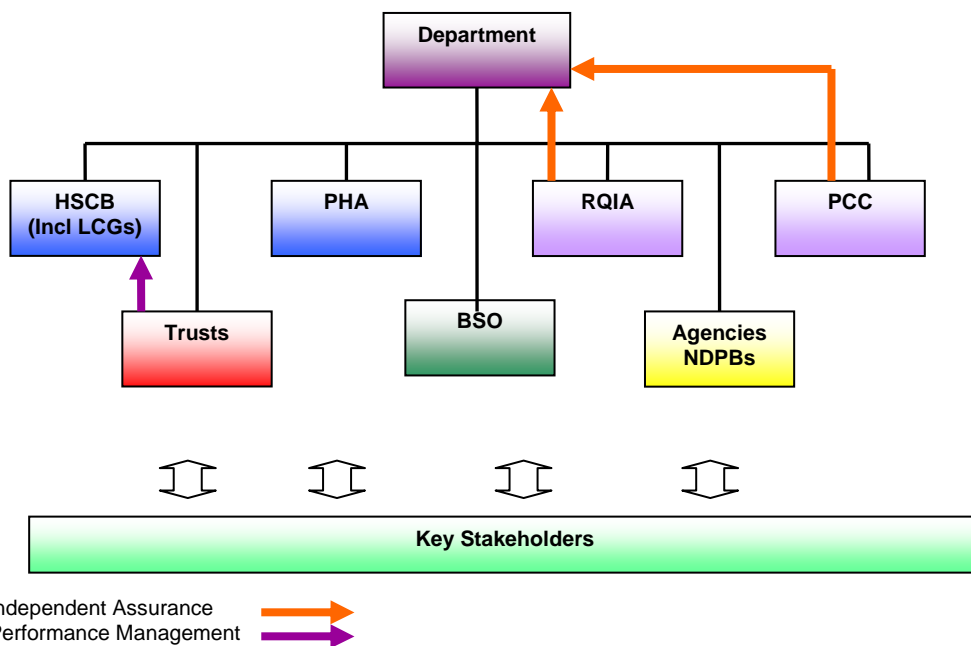 Department
HSCB
(Incl LCGs)
PHA
RQIA
PCC
Trusts
BSO
Agencies
NDPBs
Key Stakeholders
ndependent Assurance
Performance Management